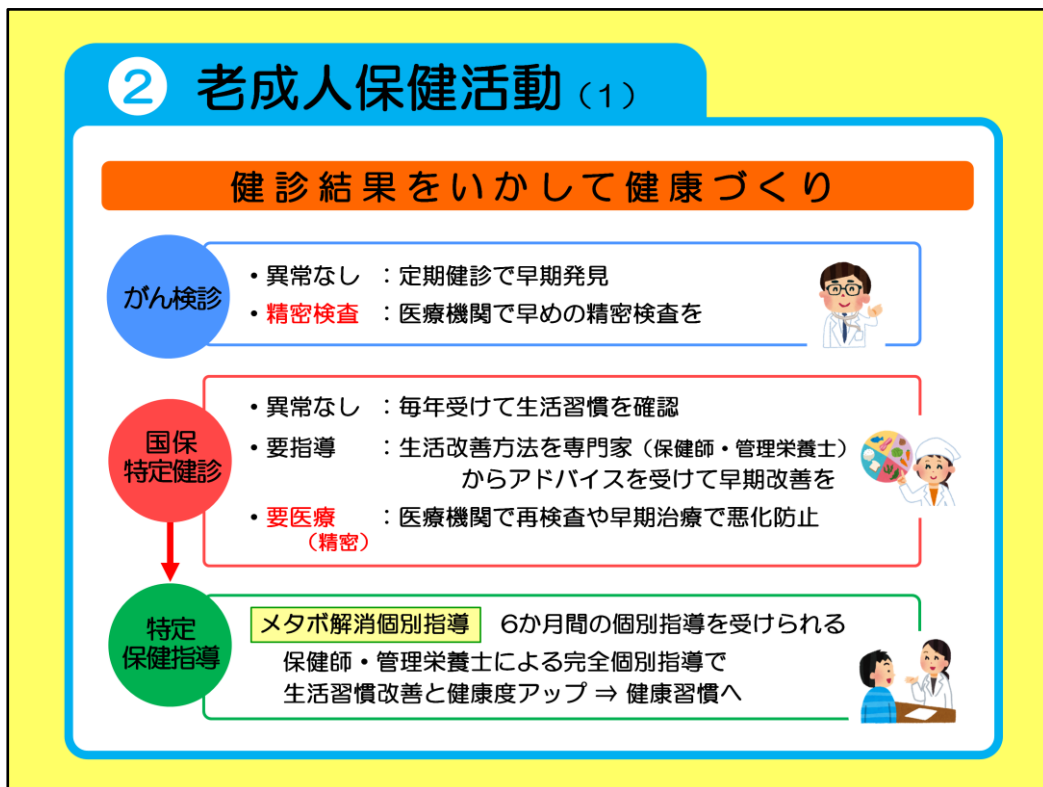 ② 老成人保健活動(1)
健診結果をいかして健康づくり
がん検診
・異常なし ：定期健診で早期発見
・精密検査 ：医療機関で早めの精密検査を
国保
特定健診
・異常なし ：毎年受けて生活習慣を確認
・要指導 ：生活改善方法を専門家（保健師・管理栄養士）
からアドバイスを受けて早期改善を
・要医療 ：医療機関で再検査や早期治療で悪化防止
（精密）
特定
保健指導
メタボ解消個別指導 6か月間の個別指導を受けられる
保健師・管理栄養士による完全個別指導で
生活習慣改善と健康度アップ ⇒ 健康習慣へ